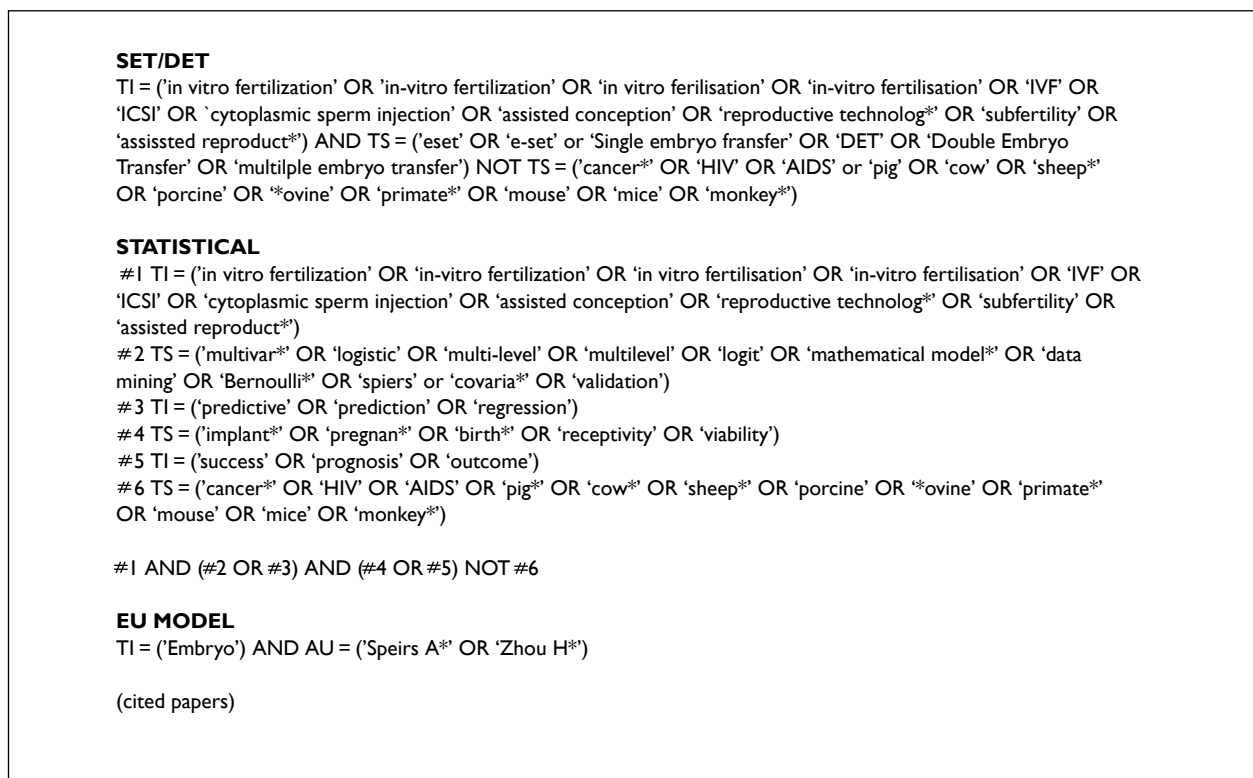 SET/DET
TI = (’in vitro fertilization’ OR ’in-vitro fertilization’ OR ‘in vitro ferilisation’ OR ‘in-vitro fertilisation’ OR ‘IVF’ OR
‘ICSI’ OR `cytoplasmic sperm injection’ OR ‘assisted conception’ OR ‘reproductive technolog*’ OR ‘subfertility’ OR
‘assissted reproduct*’) AND TS = (‘eset’ OR ‘e-set’ or ‘Single embryo fransfer’ OR ‘DET’ OR ‘Double Embryo
Transfer’ OR ‘multilple embryo transfer’) NOT TS = (‘cancer*’ OR ‘HIV’ OR ‘AIDS’ or ‘pig’ OR ‘cow’ OR ‘sheep*’
OR ‘porcine’ OR ‘*ovine’ OR ‘primate*’ OR ‘mouse’ OR ‘mice’ OR ‘monkey*’)
STATISTICAL
#1 TI = (’in vitro fertilization’ OR ‘in-vitro fertilization’ OR ‘in vitro fertilisation’ OR ‘in-vitro fertilisation’ OR ‘IVF’ OR
‘ICSI’ OR ‘cytoplasmic sperm injection’ OR ‘assisted conception’ OR ‘reproductive technolog*’ OR ‘subfertility’ OR
‘assisted reproduct*’)
#2 TS = (’multivar*’ OR ‘logistic’ OR ‘multi-level’ OR ‘multilevel’ OR ‘logit’ OR ‘mathematical model*’ OR ‘data
mining’ OR ‘Bernoulli*’ OR ‘spiers’ or ‘covaria*’ OR ‘validation’)
#3 TI = (‘predictive’ OR ‘prediction’ OR ‘regression’)
#4 TS = (’implant*’ OR ‘pregnan*’ OR ‘birth*’ OR ‘receptivity’ OR ‘viability’)
#5 TI = (’success’ OR ‘prognosis’ OR ‘outcome’)
#6 TS = (‘cancer*’ OR ‘HIV’ OR ‘AIDS’ OR ‘pig*’ OR ‘cow*’ OR ‘sheep*’ OR ‘porcine’ OR ‘*ovine’ OR ‘primate*’
OR ‘mouse’ OR ‘mice’ OR ‘monkey*’)
#1 AND (#2 OR #3) AND (#4 OR #5) NOT #6
EU MODEL
TI = (’Embryo’) AND AU = (’Speirs A*’ OR ‘Zhou H*’)
(cited papers)